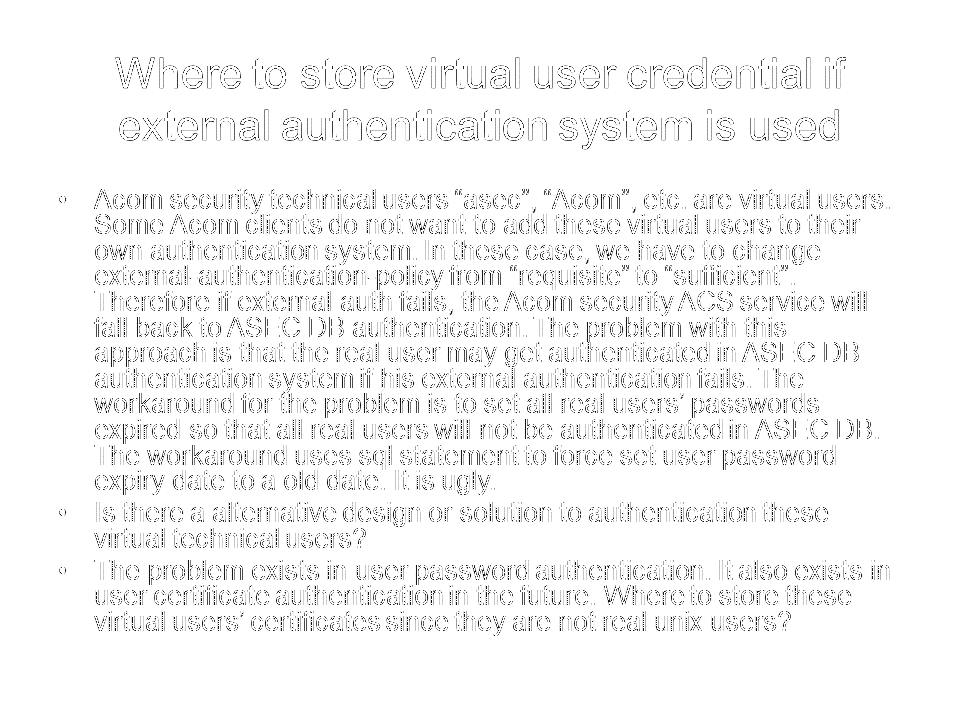 Where to store virtual user credential if
external authentication system is used
• Acom security technical users “asec”, “Acom”, etc. are virtual users.
Some Acom clients do not want to add these virtual users to their
own authentication system. In these case, we have to change
external-authentication-policy from “requisite” to “sufficient”.
Therefore if external auth fails, the Acom security ACS service will
fall back to ASEC DB authentication. The problem with this
approach is that the real user may get authenticated in ASEC DB
authentication system if his external authentication fails. The
workaround for the problem is to set all real users’ passwords
expired so that all real users will not be authenticated in ASEC DB.
The workaround uses sql statement to force set user password
expiry date to a old date. It is ugly.
• Is there a alternative design or solution to authentication these
virtual technical users?
• The problem exists in user password authentication. It also exists in
user certificate authentication in the future. Where to store these
virtual users’ certificates since they are not real unix users?